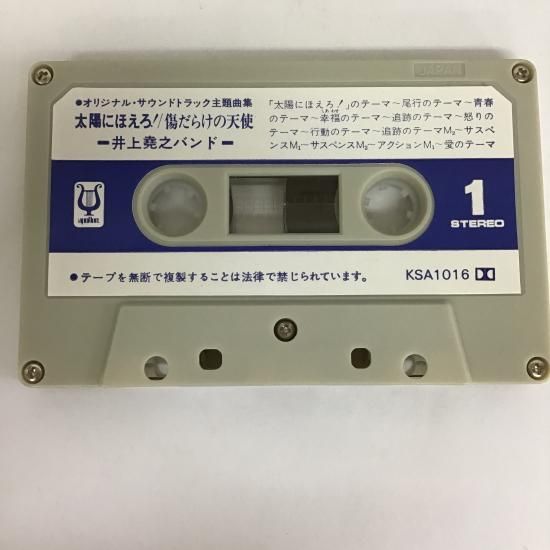 JAPAN
●オリジナル・サウンドトラック主題曲集
太陽にほえろ!/傷だらけの天使
ー井上堯之バンドー
「太陽にほえろ!」のテーマ～尾行のテーマ～青春
のテーマ～幸福のテーマ～追跡のテーマ～怒りの
テーマ～行動のテーマ～追跡のテーマM₂～サスペ
ンスM₁～サスペンスM₂～アクションM₁～愛のテーマ
1
STEREO
●テープを無断で複製することは法律で禁じられています。
KSA1016